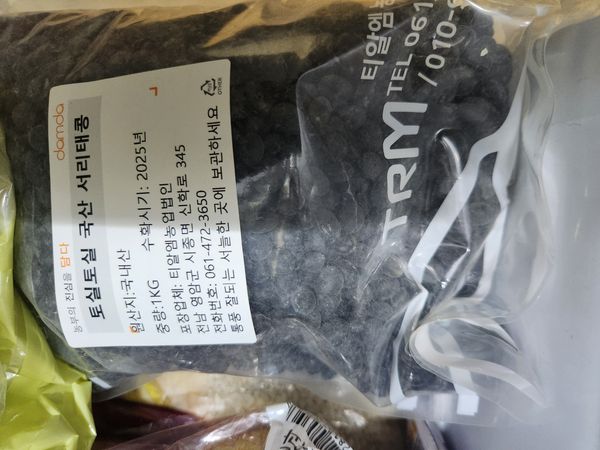 damda
농부의 진심을 담다
토실토실 국산 서리태콩
원산지:국내산
중량:1KG 수확시기: 2025년
포장업체: 티알엠농업법인
전남 영암군 시종면 신학로 345
전화번호: 061-472-3650
통풍 잘되는 서늘한 곳에 보관하세요
OTHER
티알엠농
TRM TEL 061
/ 010-